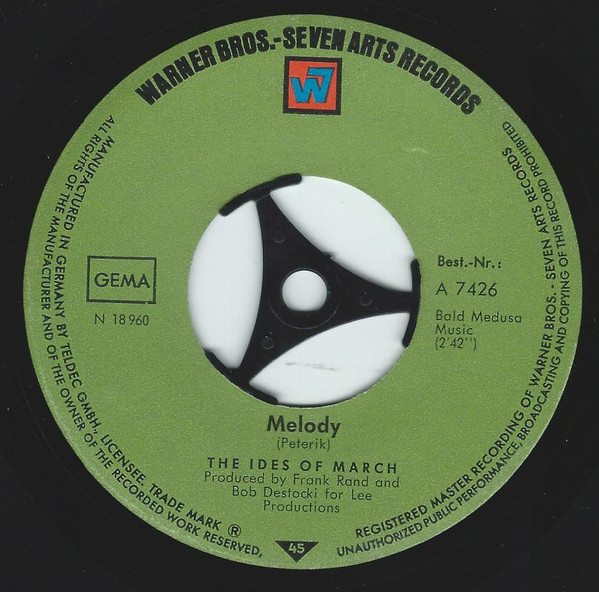 WARNER BROS.-SEVEN ARTS RECORDS
W7
GEMA
N 18 960
Best.-Nr.:
A 7426
Bald Medusa
Music
(2'42'')
Melody
(Peterik)
THE IDES OF MARCH
Produced by Frank Rand and
Bob Destocki for Lee
Productions
45
MANUFACTURED IN GERMANY BY TELDEC GMBH., LICENSEE, TRADE MARK ®
ALL RIGHTS OF THE MANUFACTURER AND OF THE OWNER OF THE RECORDED WORK RESERVED,
REGISTERED MASTER RECORDING OF WARNER BROS. - SEVEN ARTS RECORDS
UNAUTHORIZED PUBLIC PERFORMANCE, BROADCASTING AND COPYING OF THIS RECORD PROHIBITED